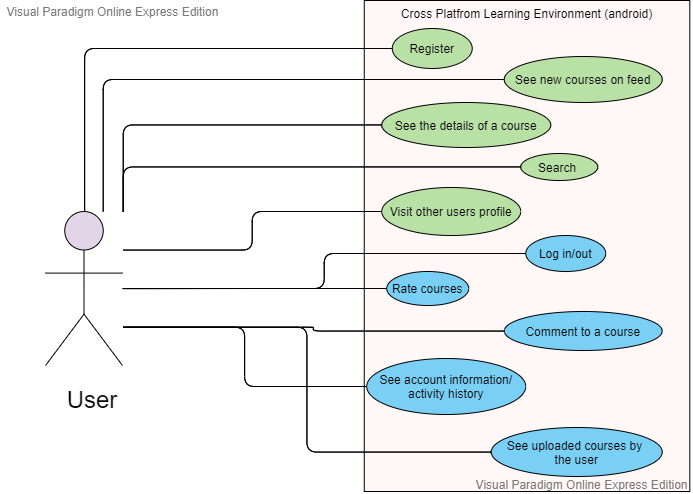 Visual Paradigm Online Express Edition
Cross Platfrom Learning Environment (android)
Register
See new courses on feed
See the details of a course
Search
Visit other users profile
Log in/out
Rate courses
Comment to a course
See account information/
activity history
See uploaded courses by
the user
User
Visual Paradigm Online Express Edition